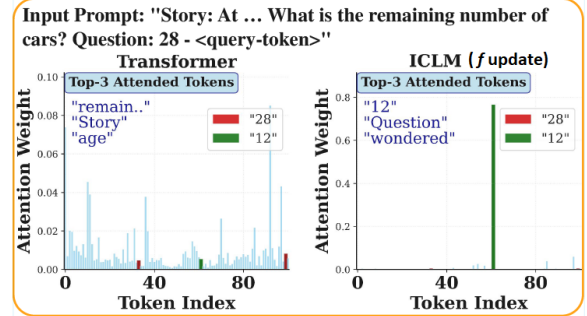 Input Prompt: "Story: At ... What is the remaining number of
cars? Question: 28 - <query-token>"
Transformer
Top-3 Attended Tokens
"remain.."
"Story"
"age"
"28"
"12"
Attention Weight
0.10
0.08
0.06
0.04
0.02
0.00
0 40 80
Token Index
ICLM (f update)
Top-3 Attended Tokens
"12"
"Question"
"wondered"
"28"
"12"
Attention Weight
0.8
0.6
0.4
0.2
0.0
0 40 80
Token Index